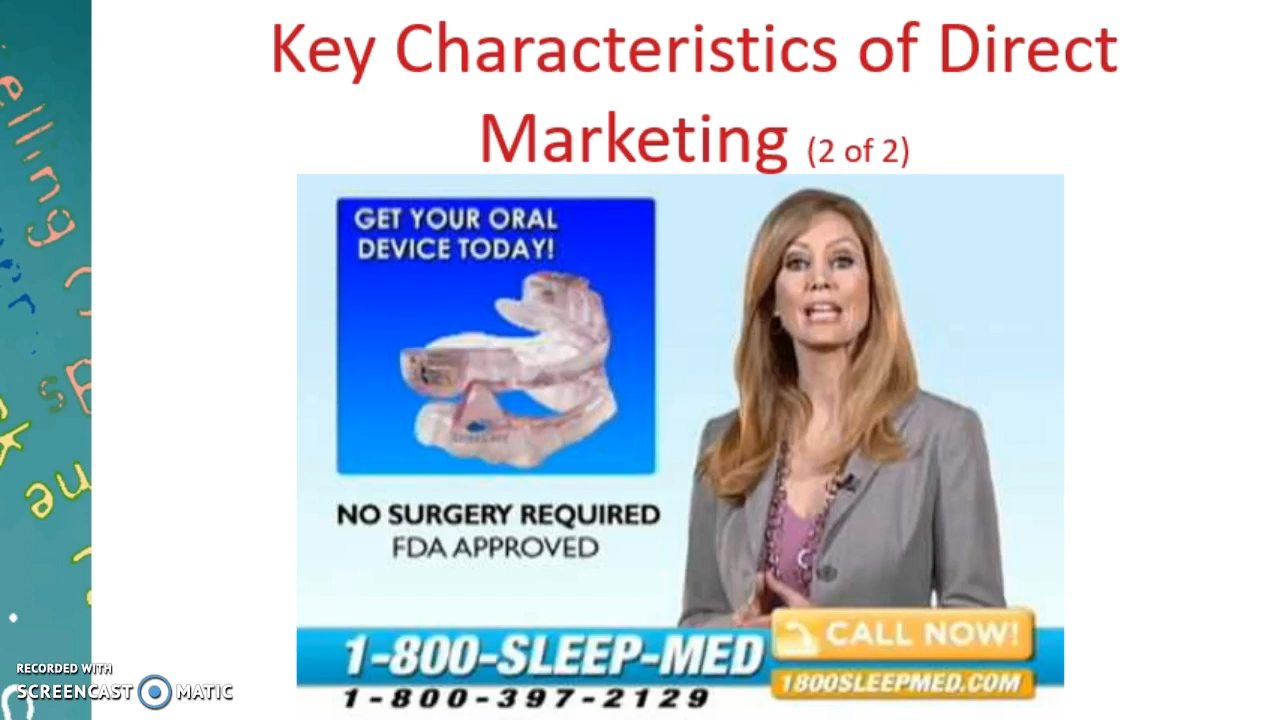 Key Characteristics of Direct
Marketing (2 of 2)
GET YOUR ORAL
DEVICE TODAY!
NO SURGERY REQUIRED
FDA APPROVED
1-800-SLEEP-MED
CALL NOW!
1-800-397-2129
1800SLEEPMED.COM
elling
RECORDED WITH
SCREENCAST MATIC